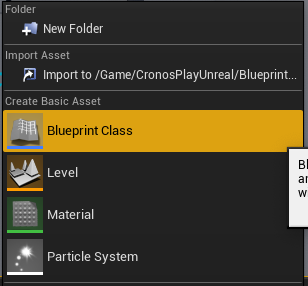 Folder
New Folder
Import Asset
Import to /Game/CronosPlayUnreal/Blueprint...
Create Basic Asset
Blueprint Class
Level
Material
Particle System